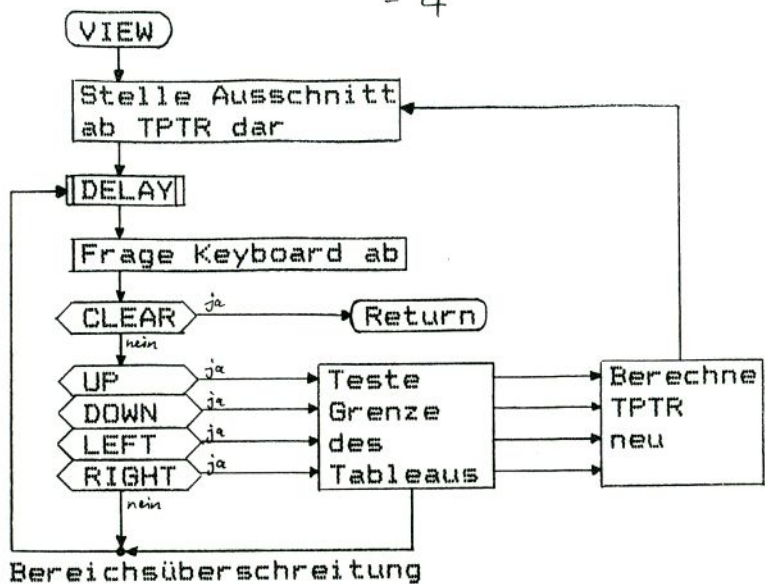 - 4
VIEW
Stelle Ausschnitt
ab TPTR dar
DELAY
Frage Keyboard ab
CLEAR
ja
Return
nein
UP
ja
DOWN
ja
LEFT
ja
RIGHT
ja
Teste
Grenze
des
Tableaus
Berechne
TPTR
neu
nein
Bereichsüberschreitung